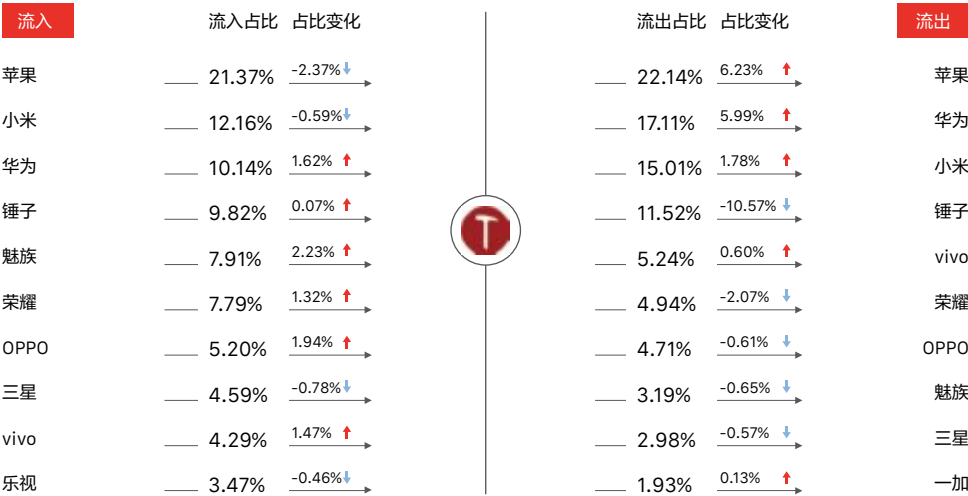 流入 流入占比 占比变化 流出占比 占比变化 流出
苹果 21.37% -2.37% 22.14% 6.23% 苹果
小米 12.16% -0.59% 17.11% 5.99% 华为
华为 10.14% 1.62% 15.01% 1.78% 小米
锤子 9.82% 0.07% 11.52% -10.57% 锤子
魅族 7.91% 2.23% 5.24% 0.60% vivo
荣耀 7.79% 1.32% 4.94% -2.07% 荣耀
OPPO 5.20% 1.94% 4.71% -0.61% OPPO
三星 4.59% -0.78% 3.19% -0.65% 魅族
vivo 4.29% 1.47% 2.98% -0.57% 三星
乐视 3.47% -0.46% 1.93% 0.13% 一加